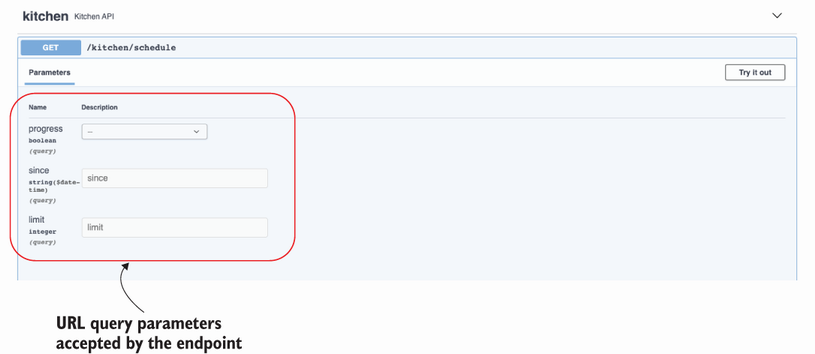 kitchen Kitchen API
GET /kitchen/schedule
Parameters
Try it out
Name Description
progress
boolean
(query)
--
since
string($date-
time)
(query)
since
limit
integer
(query)
limit
URL query parameters
accepted by the endpoint